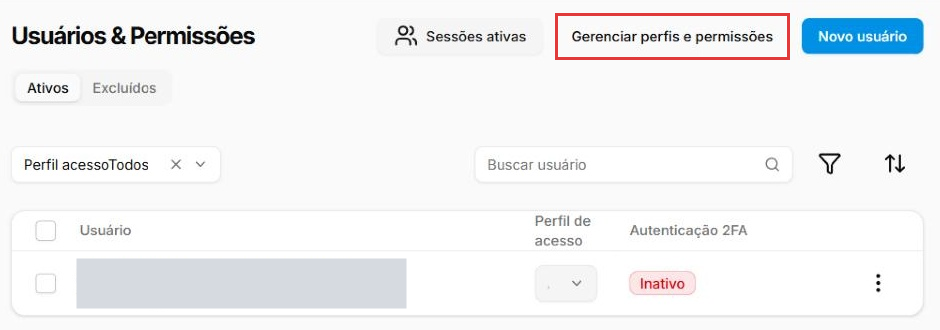 Usuários & Permissões
Sessões ativas
Gerenciar perfis e permissões
Novo usuário
Ativos
Excluídos
Perfil acessoTodos
Buscar usuário
Usuário
Perfil de
acesso
Autenticação 2FA
Inativo